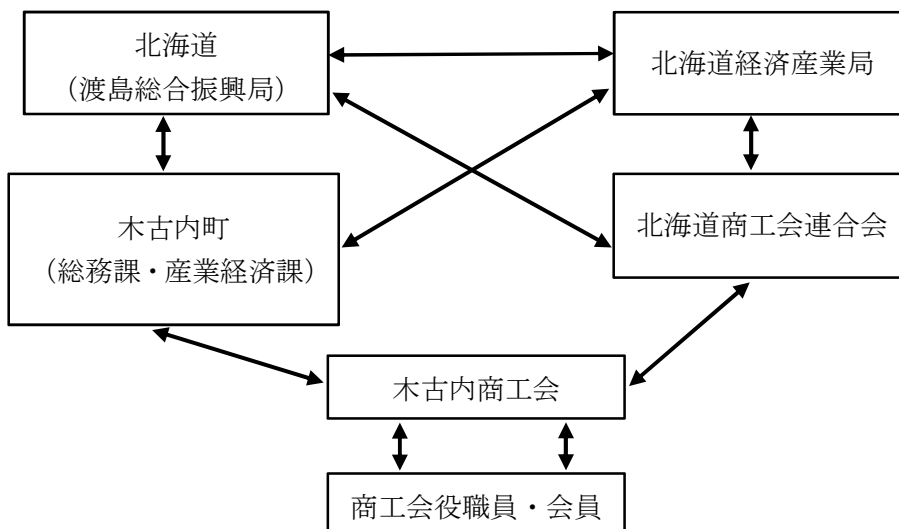 北海道
（渡島総合振興局）
北海道経済産業局
木古内町
（総務課・産業経済課）
北海道商工会連合会
木古内商工会
商工会役職員・会員